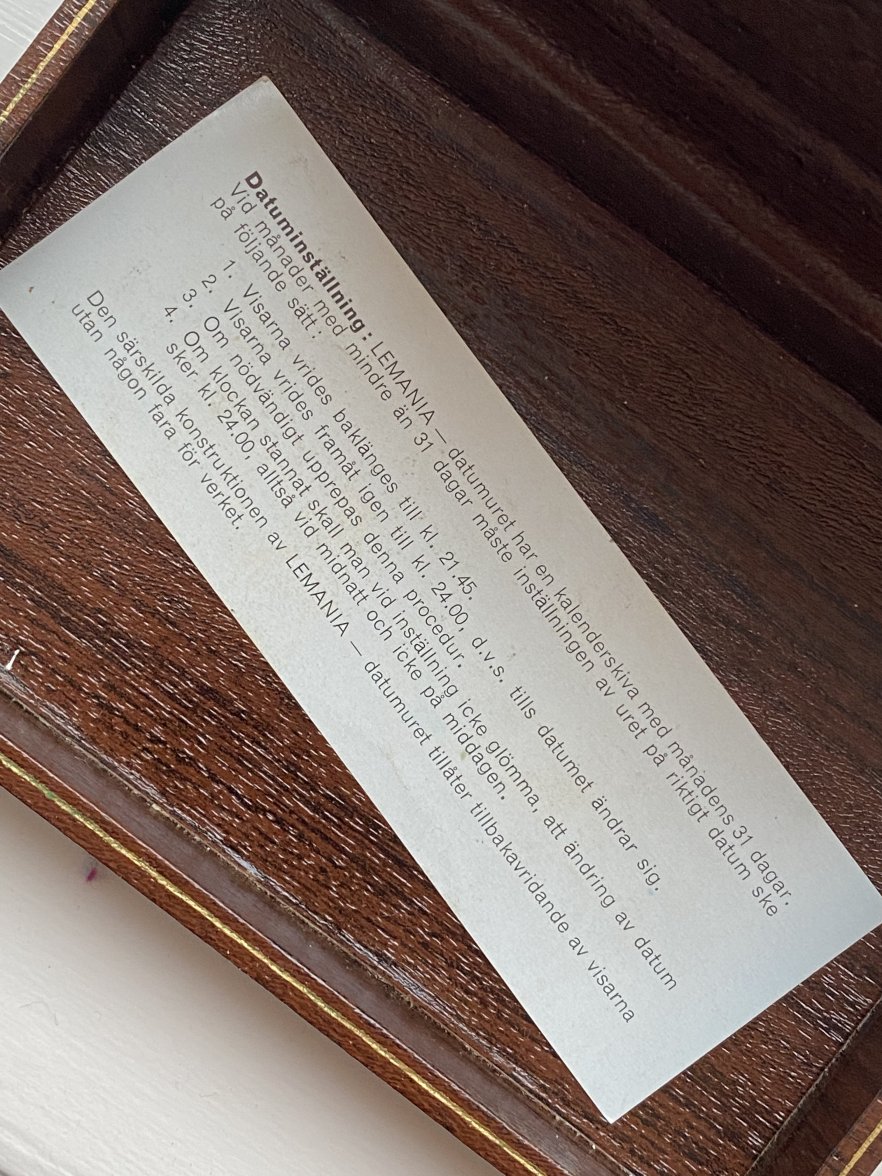 Datuminställning: LEMANIA — datumuret har en kalenderskiva med månadens 31 dagar.
Vid månader med mindre än 31 dagar måste inställningen av uret på riktigt datum ske
på följande sätt:
1. Visarna vrides baklänges till kl. 21.45.
2. Visarna vrides framåt igen till kl. 24.00, d.v.s. tills datumet ändrar sig.
3. Om nödvändigt upprepas denna procedur.
4. Om klockan stannat skall man vid inställning icke glömma, att ändring av datum
sker kl. 24.00, alltså vid midnatt och icke på middagen.
Den särskilda konstruktionen av LEMANIA — datumuret tillåter tillbakavridande av visarna
utan någon fara för verket.